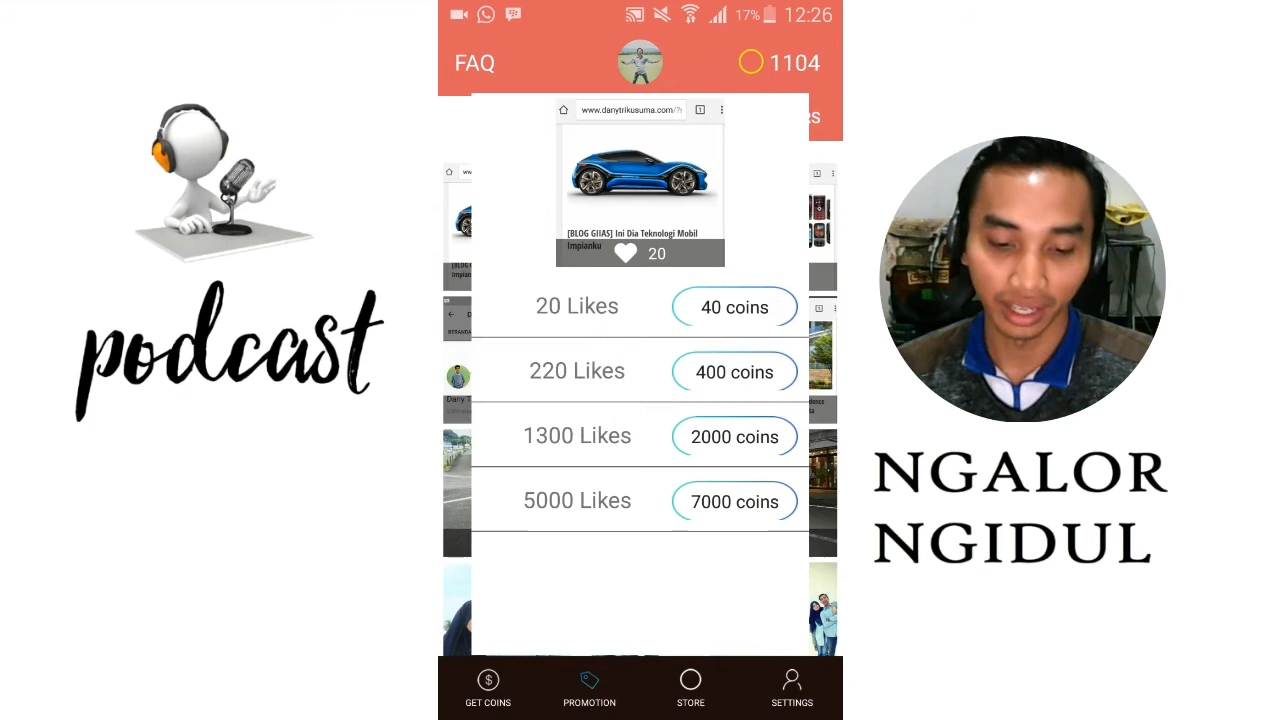 17% 12:26
FAQ
1104
RS
www.danytrikusuma.com/?
1
[BLOG GIIAS] Ini Dia Teknologi Mobil
Impianku
20
20 Likes
40 coins
220 Likes
400 coins
1300 Likes
2000 coins
5000 Likes
7000 coins
GET COINS
PROMOTION
STORE
SETTINGS
podcast
NGALOR
NGIDUL